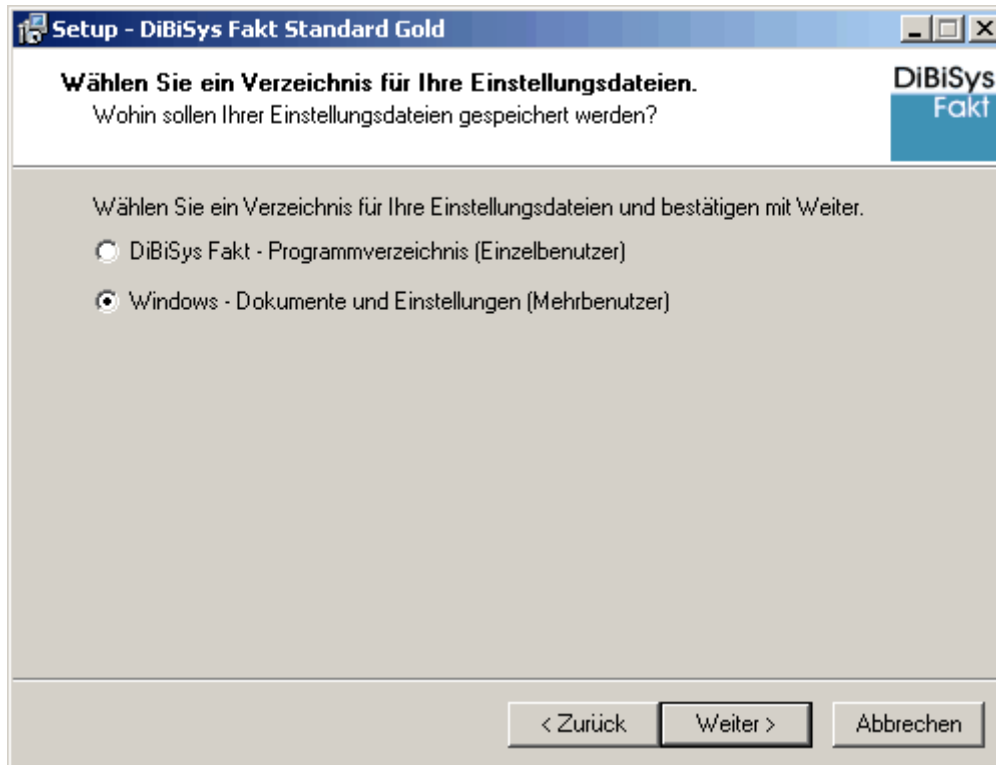 Setup - DiBiSys Fakt Standard Gold
Wählen Sie ein Verzeichnis für Ihre Einstellungsdateien.
Wohin sollen Ihrer Einstellungsdateien gespeichert werden?
DiBiSys
Fakt
Wählen Sie ein Verzeichnis für Ihre Einstellungsdateien und bestätigen mit Weiter.
DiBiSys Fakt - Programmverzeichnis (Einzelbenutzer)
Windows - Dokumente und Einstellungen (Mehrbenutzer)
< Zurück
Weiter >
Abbrechen